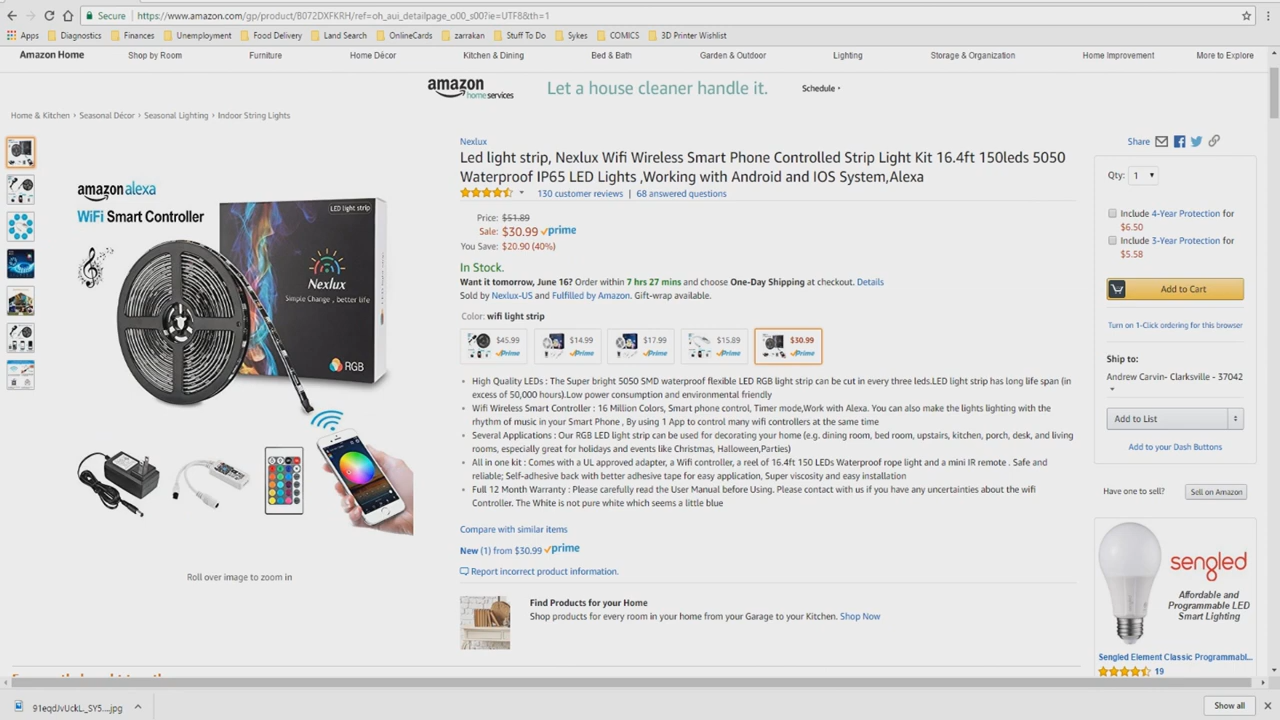 Secure
https://www.amazon.com/gp/product/B072DXFKRH/ref=oh_aui_detailpage_o00_s00?ie=UTF8&th=1
Apps Diagnostics Finances Unemployment Food Delivery Land Search OnlineCards zarrakan Stuff To Do Sykes COMICS 3D Printer Wishlist
Amazon Home Shop by Room Furniture Home Décor Kitchen & Dining Bed & Bath Garden & Outdoor Lighting Storage & Organization Home Improvement More to Explore
amazon home services Let a house cleaner handle it. Schedule ›
Home & Kitchen › Seasonal Décor › Seasonal Lighting › Indoor String Lights
amazon alexa
WiFi Smart Controller
LED light strip
Nexlux
Simple Change , better life
RGB
Roll over image to zoom in
Nexlux
Led light strip, Nexlux Wifi Wireless Smart Phone Controlled Strip Light Kit 16.4ft 150leds 5050
Waterproof IP65 LED Lights ,Working with Android and IOS System,Alexa
130 customer reviews | 68 answered questions
Price: $51.89
Sale: $30.99 prime
You Save: $20.90 (40%)
In Stock.
Want it tomorrow, June 16? Order within 7 hrs 27 mins and choose One-Day Shipping at checkout. Details
Sold by Nexlux-US and Fulfilled by Amazon. Gift-wrap available.
Color: wifi light strip
$45.99 $14.99 $17.99 $15.89 $30.99
Prime Prime Prime Prime Prime
• High Quality LEDs : The Super bright 5050 SMD waterproof flexible LED RGB light strip can be cut in every three leds.LED light strip has long life span (in
excess of 50,000 hours).Low power consumption and environmental friendly
• Wifi Wireless Smart Controller : 16 Million Colors, Smart phone control, Timer mode,Work with Alexa. You can also make the lights lighting with the
rhythm of music in your Smart Phone , By using 1 App to control many wifi controllers at the same time
• Several Applications : Our RGB LED light strip can be used for decorating your home (e.g. dining room, bed room, upstairs, kitchen, porch, desk, and living
rooms, especially great for holidays and events like Christmas, Halloween,Parties)
• All in one kit : Comes with a UL approved adapter, a Wifi controller, a reel of 16.4ft 150 LEDs Waterproof rope light and a mini IR remote . Safe and
reliable; Self-adhesive back with better adhesive tape for easy application, Super viscosity and easy installation
• Full 12 Month Warranty : Please carefully read the User Manual before Using. Please contact with us if you have any uncertainties about the wifi
Controller. The White is not pure white which seems a little blue
Compare with similar items
New (1) from $30.99 prime
Report incorrect product information.
Find Products for your Home
Shop products for every room in your home from your Garage to your Kitchen. Shop Now
Share
Qty: 1
Include 4-Year Protection for
$6.50
Include 3-Year Protection for
$5.58
Add to Cart
Turn on 1-Click ordering for this browser
Ship to:
Andrew Carvin- Clarksville - 37042
Add to List
Add to your Dash Buttons
Have one to sell? Sell on Amazon
sengled
Affordable and
Programmable LED
Smart Lighting
Sengled Element Classic Programmabl...
19
91eqdJvUckL._SY5....jpg
Show all